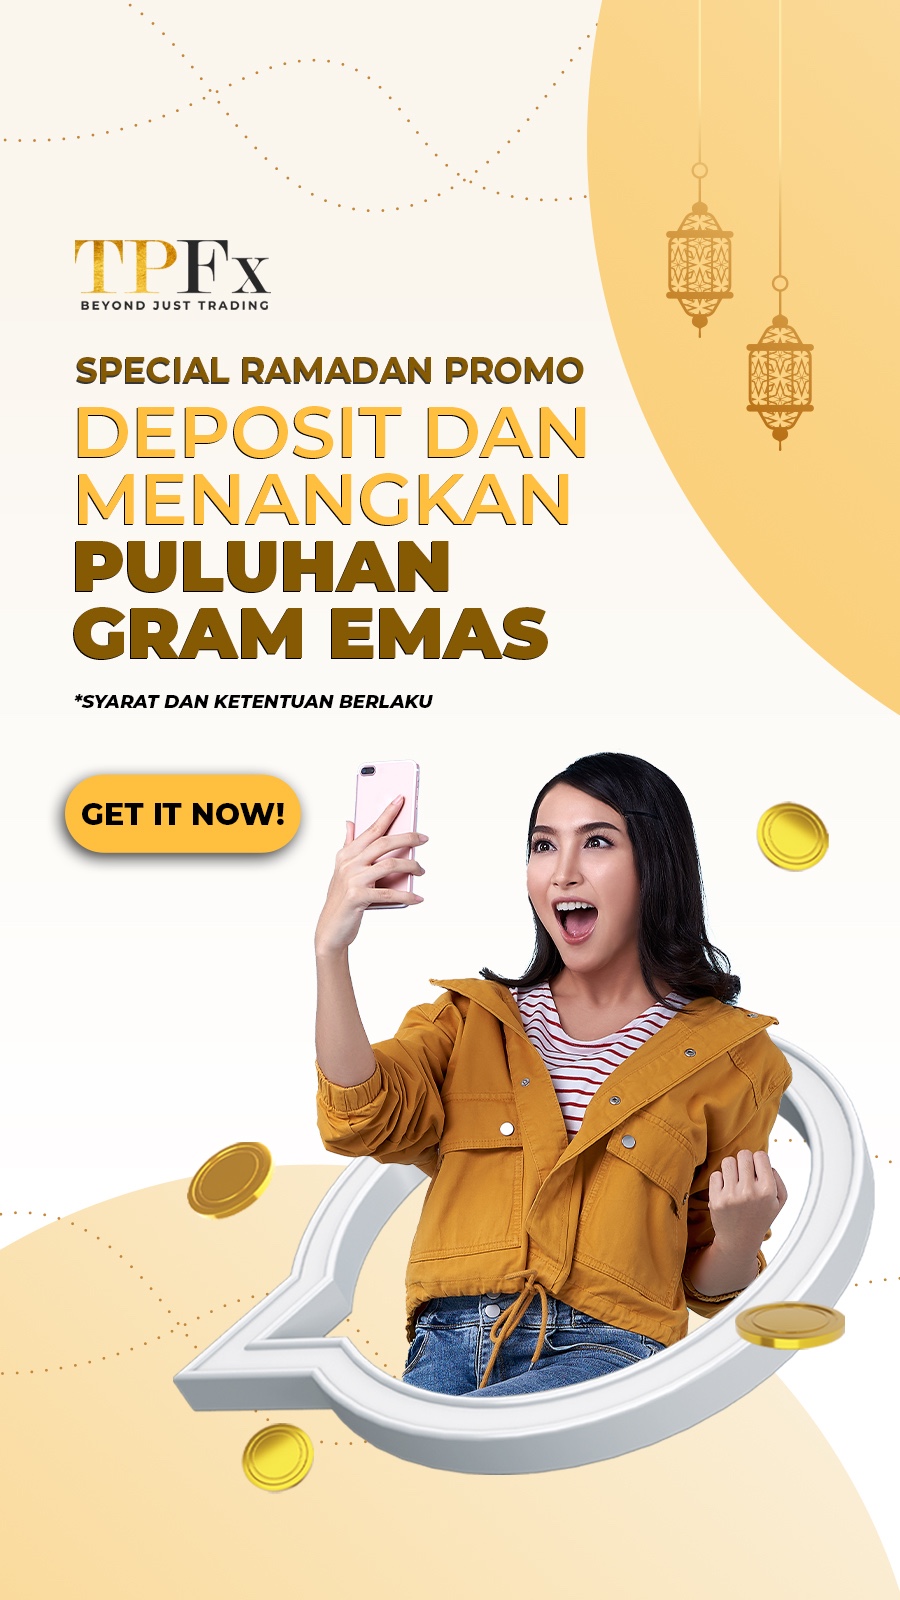 TPFx
BEYOND JUST TRADING
SPECIAL RAMADAN PROMO
DEPOSIT DAN
MENANGKAN
PULUHAN
GRAM EMAS
*SYARAT DAN KETENTUAN BERLAKU
GET IT NOW!